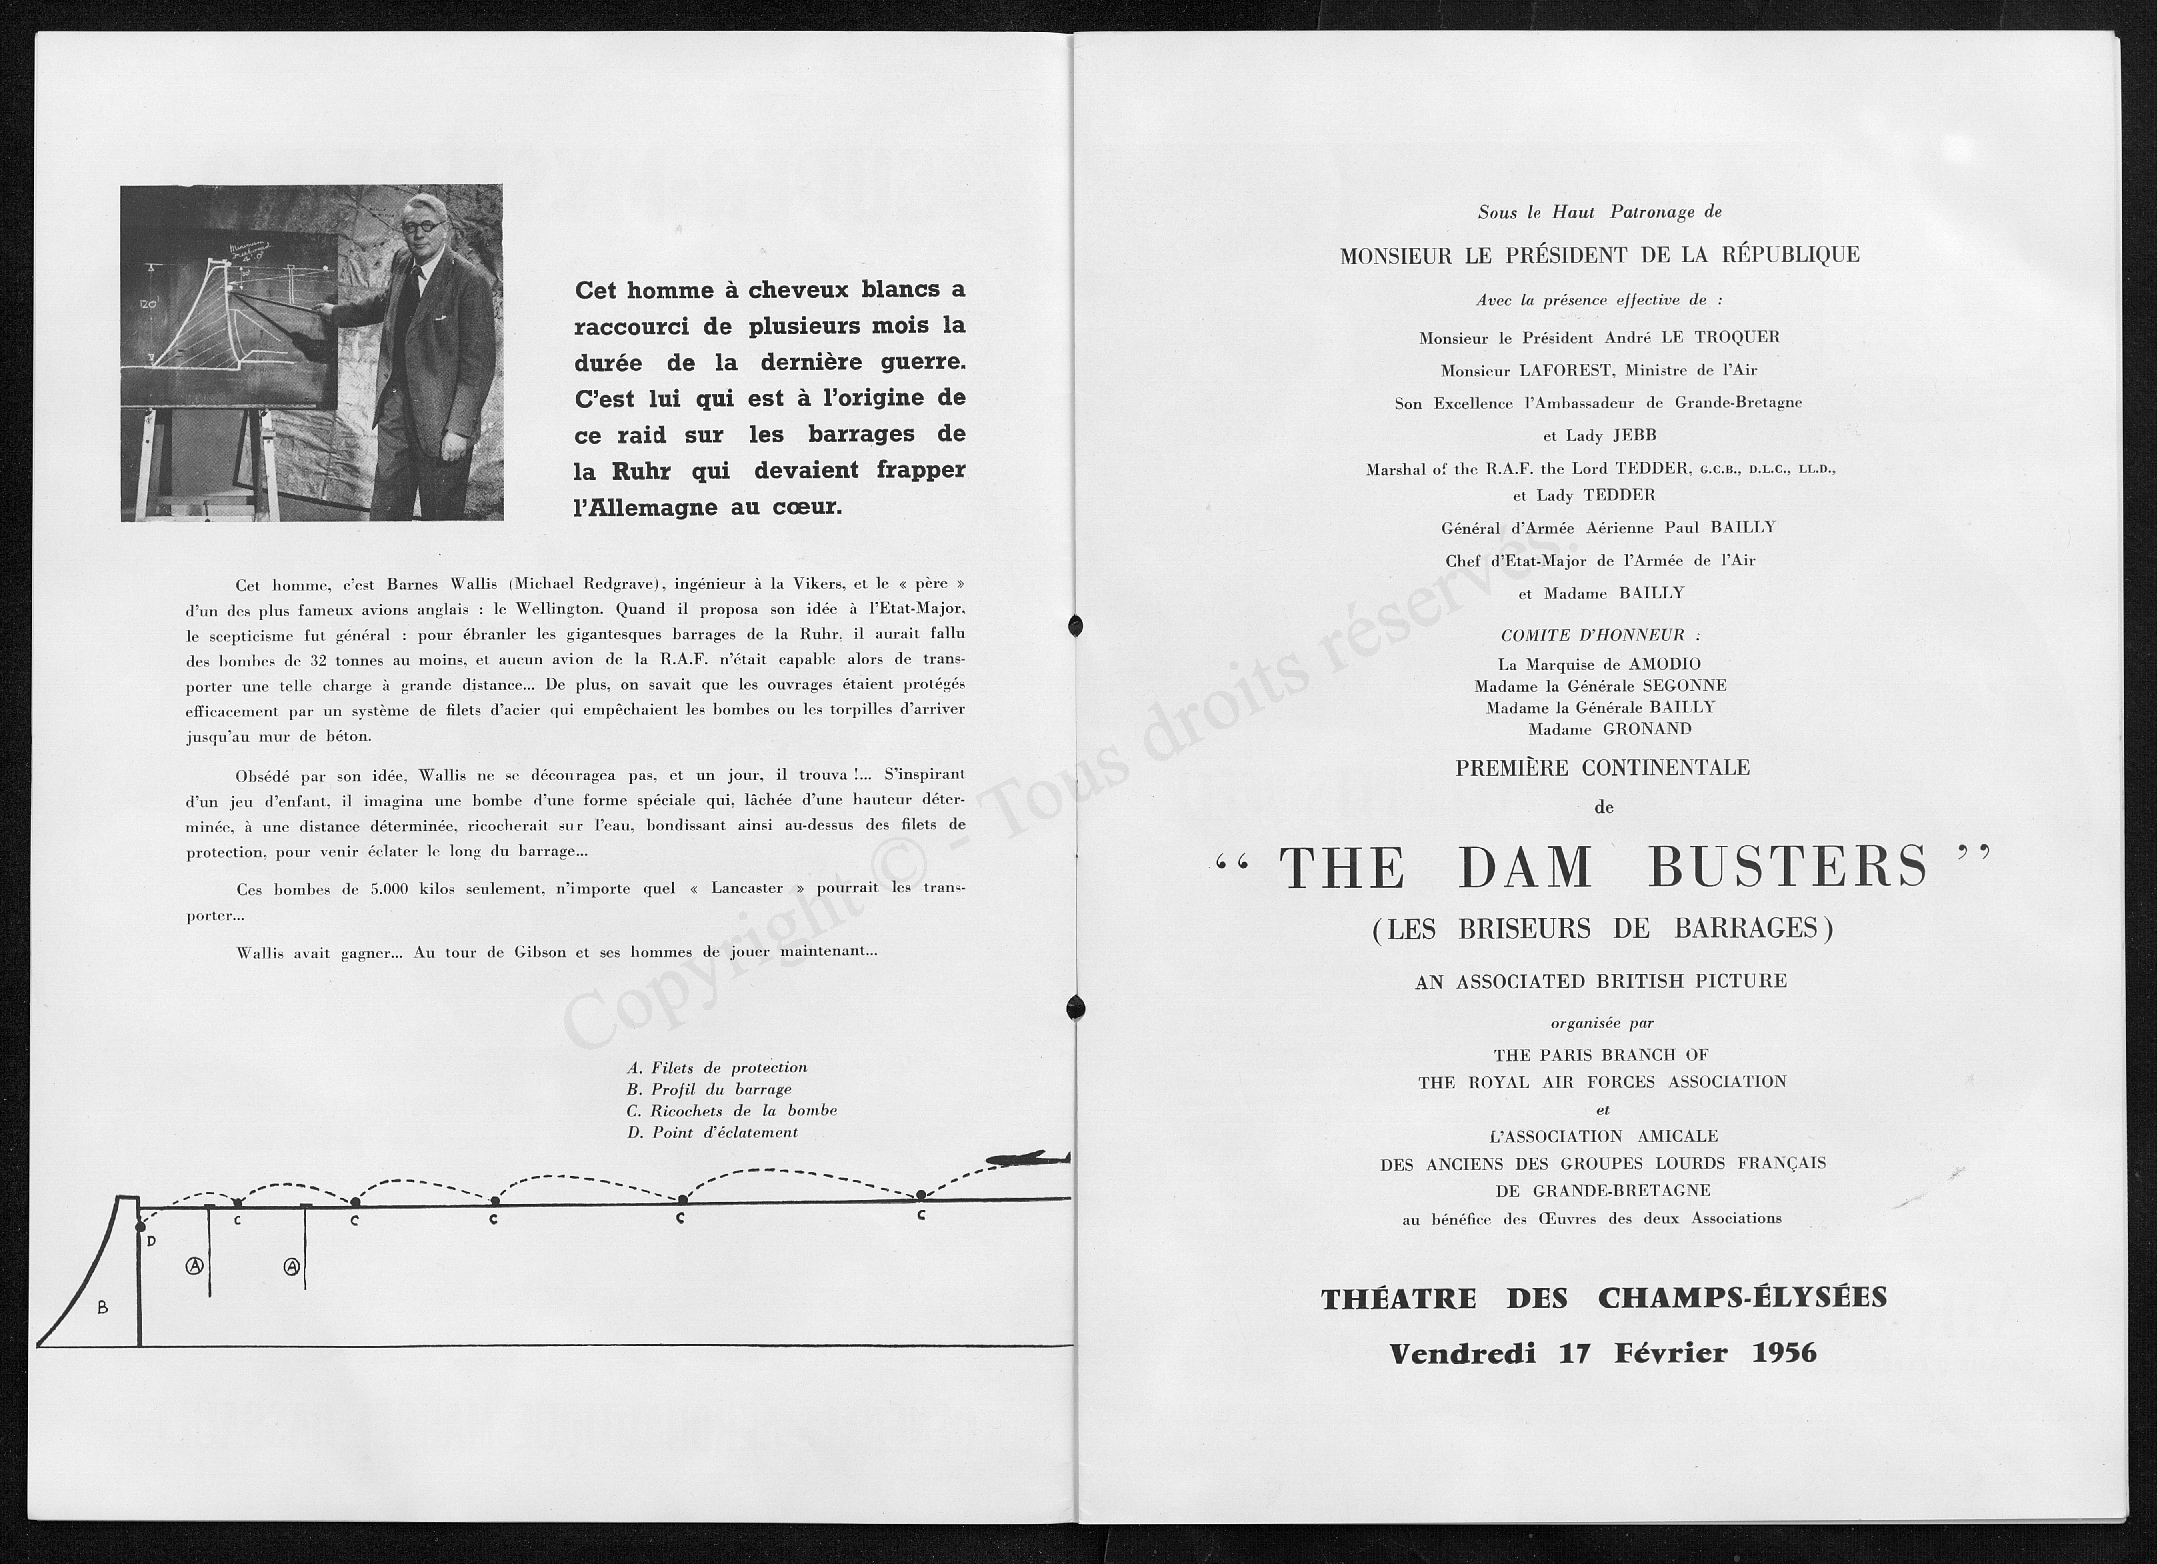 Minimum
120'
Cet homme à cheveux blancs a
raccourci de plusieurs mois la
durée de la dernière guerre.
C'est lui qui est à l'origine de
ce raid sur les barrages de
la Ruhr qui devaient frapper
l'Allemagne au cœur.
Cet homme, c'est Barnes Wallis (Michael Redgrave), ingénieur à la Vikers, et le « père »
d'un des plus fameux avions anglais : le Wellington. Quand il proposa son idée à l'Etat-Major,
le scepticisme fut général : pour ébranler les gigantesques barrages de la Ruhr, il aurait fallu
des bombes de 32 tonnes au moins, et aucun avion de la R.A.F. n'était capable alors de trans-
porter une telle charge à grande distance... De plus, on savait que les ouvrages étaient protégés
efficacement par un système de filets d'acier qui empêchaient les bombes ou les torpilles d'arriver
jusqu'au mur de béton.
Obsédé par son idée, Wallis ne se découragea pas, et un jour, il trouva !... S'inspirant
d'un jeu d'enfant, il imagina une bombe d'une forme spéciale qui, lâchée d'une hauteur déter-
minée, à une distance déterminée, ricocherait sur l'eau, bondissant ainsi au-dessus des filets de
protection, pour venir éclater le long du barrage...
Ces bombes de 5.000 kilos seulement, n'importe quel « Lancaster » pourrait les trans-
porter...
Wallis avait gagner... Au tour de Gibson et ses hommes de jouer maintenant...
A. Filets de protection
B. Profil du barrage
C. Ricochets de la bombe
D. Point d'éclatement
C C C C C
D
A A
B
Sous le Haut Patronage de
MONSIEUR LE PRÉSIDENT DE LA RÉPUBLIQUE
Avec la présence effective de :
Monsieur le Président André LE TROQUER
Monsieur LAFOREST, Ministre de l'Air
Son Excellence l'Ambassadeur de Grande-Bretagne
et Lady JEBB
Marshal of the R.A.F. the Lord TEDDER, G.C.B., D.L.C., LL.D.,
et Lady TEDDER
Général d'Armée Aérienne Paul BAILLY
Chef d'Etat-Major de l'Armée de l'Air
et Madame BAILLY
COMITE D'HONNEUR :
La Marquise de AMODIO
Madame la Générale SEGONNE
Madame la Générale BAILLY
Madame GRONAND
PREMIÈRE CONTINENTALE
de
“ THE DAM BUSTERS ”
(LES BRISEURS DE BARRAGES)
AN ASSOCIATED BRITISH PICTURE
organisée par
THE PARIS BRANCH OF
THE ROYAL AIR FORCES ASSOCIATION
et
L'ASSOCIATION AMICALE
DES ANCIENS DES GROUPES LOURDS FRANÇAIS
DE GRANDE-BRETAGNE
au bénéfice des Œuvres des deux Associations
THÉATRE DES CHAMPS-ÉLYSÉES
Vendredi 17 Février 1956
Copyright © - Tous droits réservés.